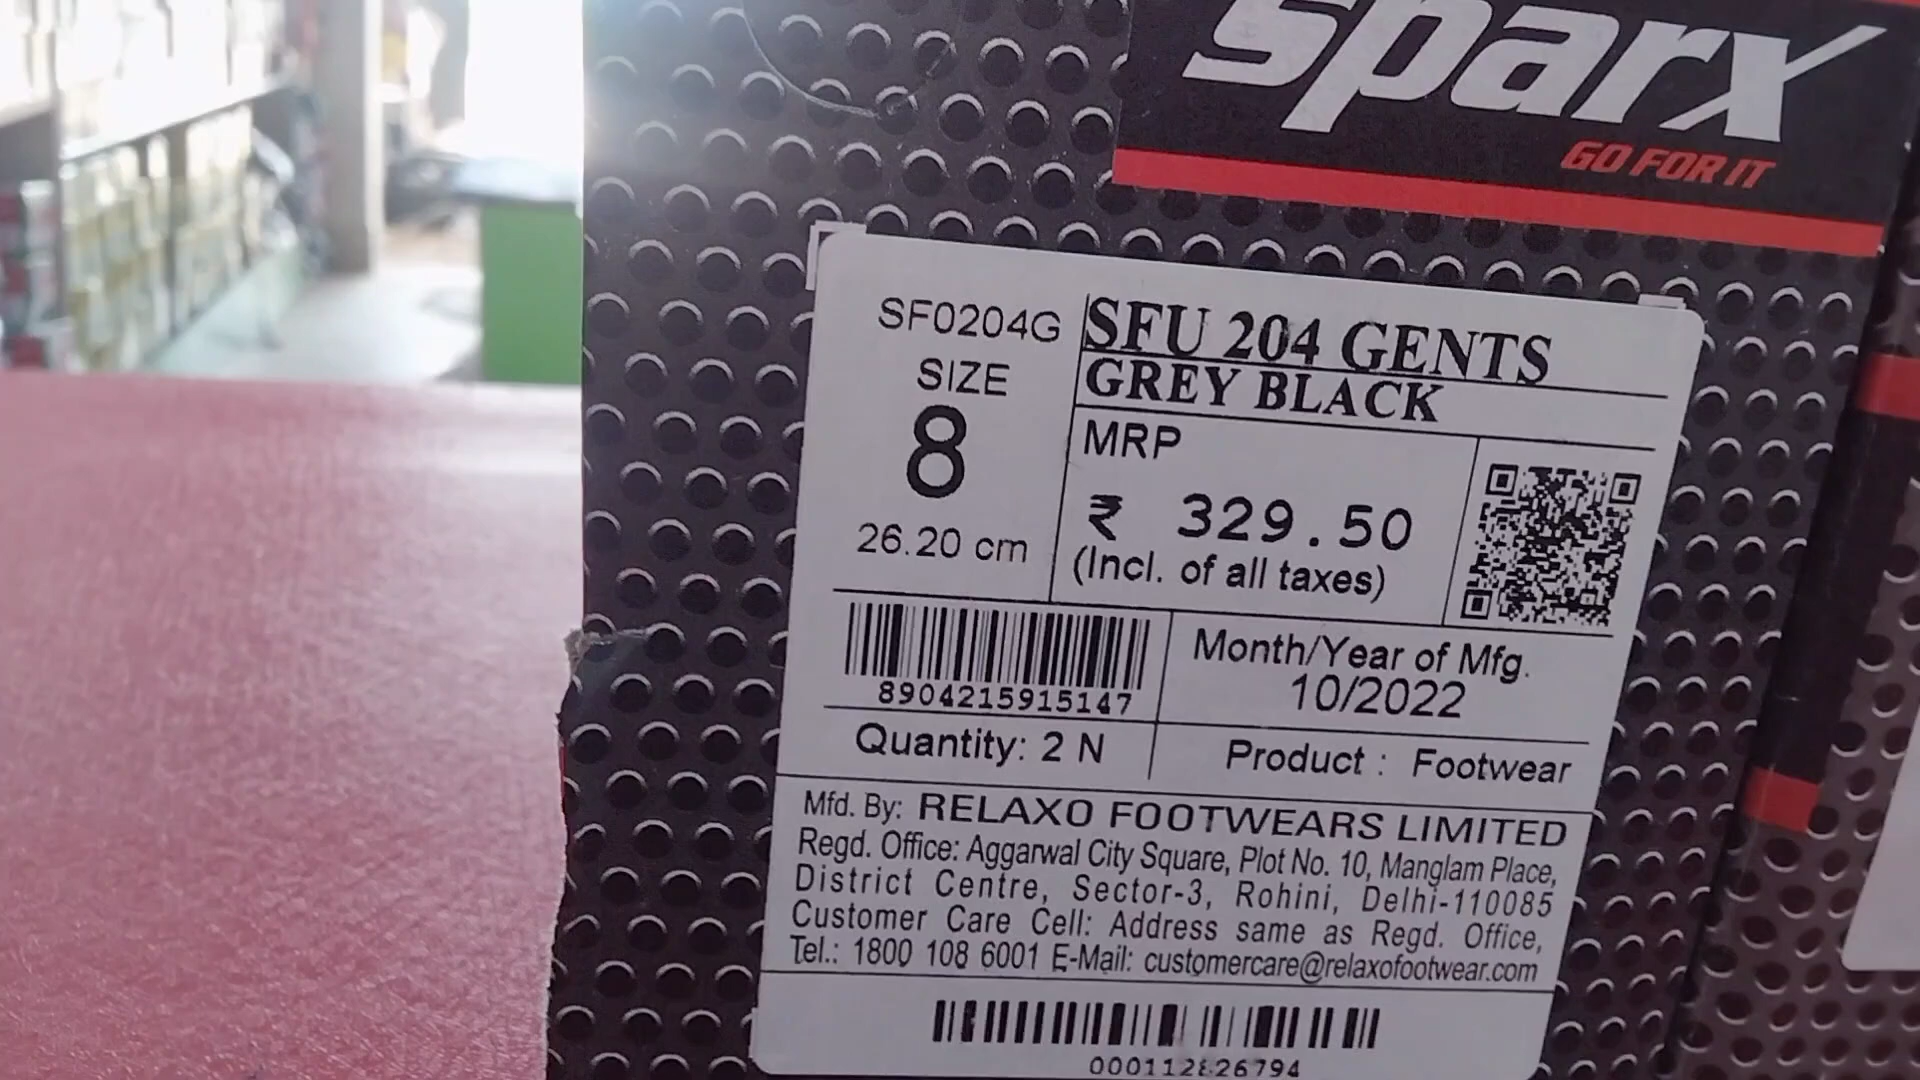 sparx
GO FOR IT
SF0204G
SIZE
8
26.20 cm
SFU 204 GENTS
GREY BLACK
MRP
₹ 329.50
(Incl. of all taxes)
8904215915147
Month/Year of Mfg.
10/2022
Quantity: 2 N
Product : Footwear
Mfd. By: RELAXO FOOTWEARS LIMITED
Regd. Office: Aggarwal City Square, Plot No. 10, Manglam Place,
District Centre, Sector-3, Rohini, Delhi-110085
Customer Care Cell: Address same as Regd. Office,
Tel.: 1800 108 6001 E-Mail: customercare@relaxofootwear.com